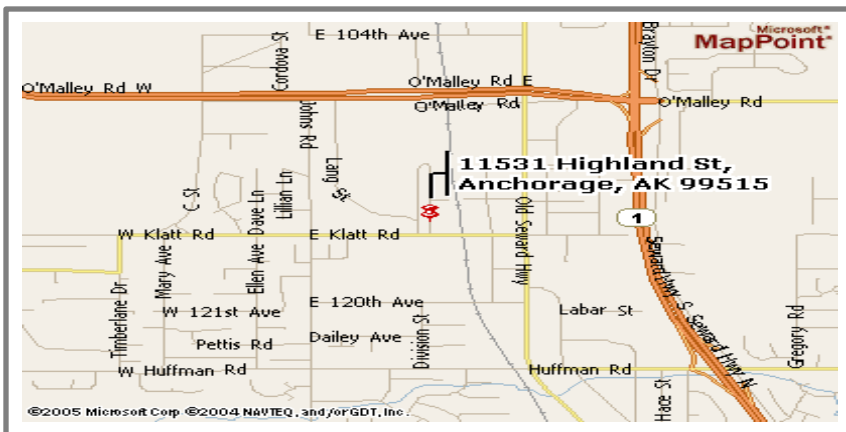 E 104th Ave
Cordova St
Brayton Dr
Microsoft®
MapPoint®
O'Malley Rd W
O'Malley Rd E
O'Malley Rd
O'Malley Rd
Johns Rd
Lang St
11531 Highland St,
Anchorage, AK 99515
C St
Dave Ln
Lillian Ln
Old Seward Hwy
1
W Klatt Rd
E Klatt Rd
Mary Ave
Ellen Ave
Seward Hwy S
Seward Hwy N
Timberlane Dr
W 121st Ave
E 120th Ave
Division St
Labar St
Gregory Rd
Pettis Rd
Dailey Ave
W Huffman Rd
Huffman Rd
Hace St
©2005 Microsoft Corp ©2004 NAVTEQ, and/or GDT, Inc.